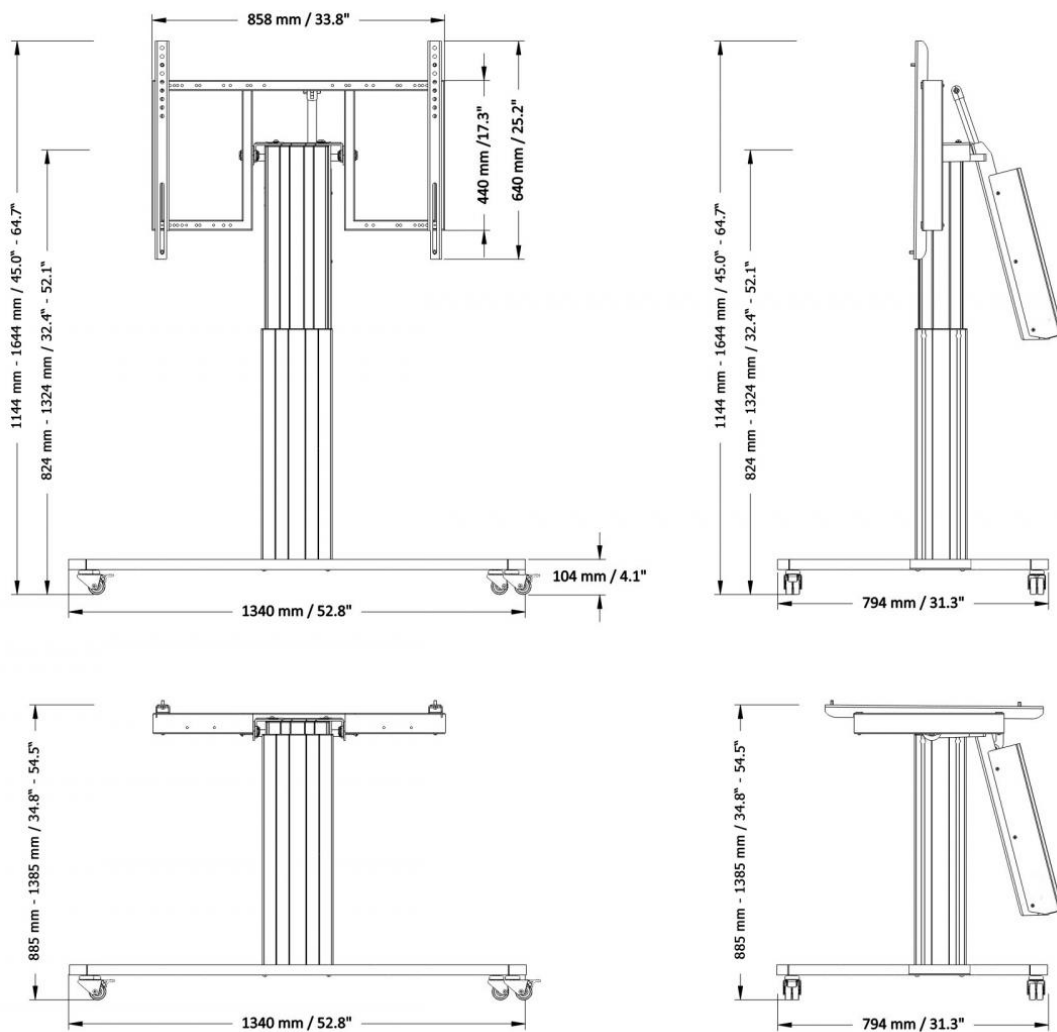 858 mm / 33.8"
1144 mm - 1644 mm / 45.0" - 64.7"
824 mm - 1324 mm / 32.4" - 52.1"
440 mm /17.3"
640 mm / 25.2"
104 mm / 4.1"
1340 mm / 52.8"
1144 mm - 1644 mm / 45.0" - 64.7"
824 mm - 1324 mm / 32.4" - 52.1"
794 mm / 31.3"
885 mm - 1385 mm / 34.8" - 54.5"
1340 mm / 52.8"
885 mm - 1385 mm / 34.8" - 54.5"
794 mm / 31.3"